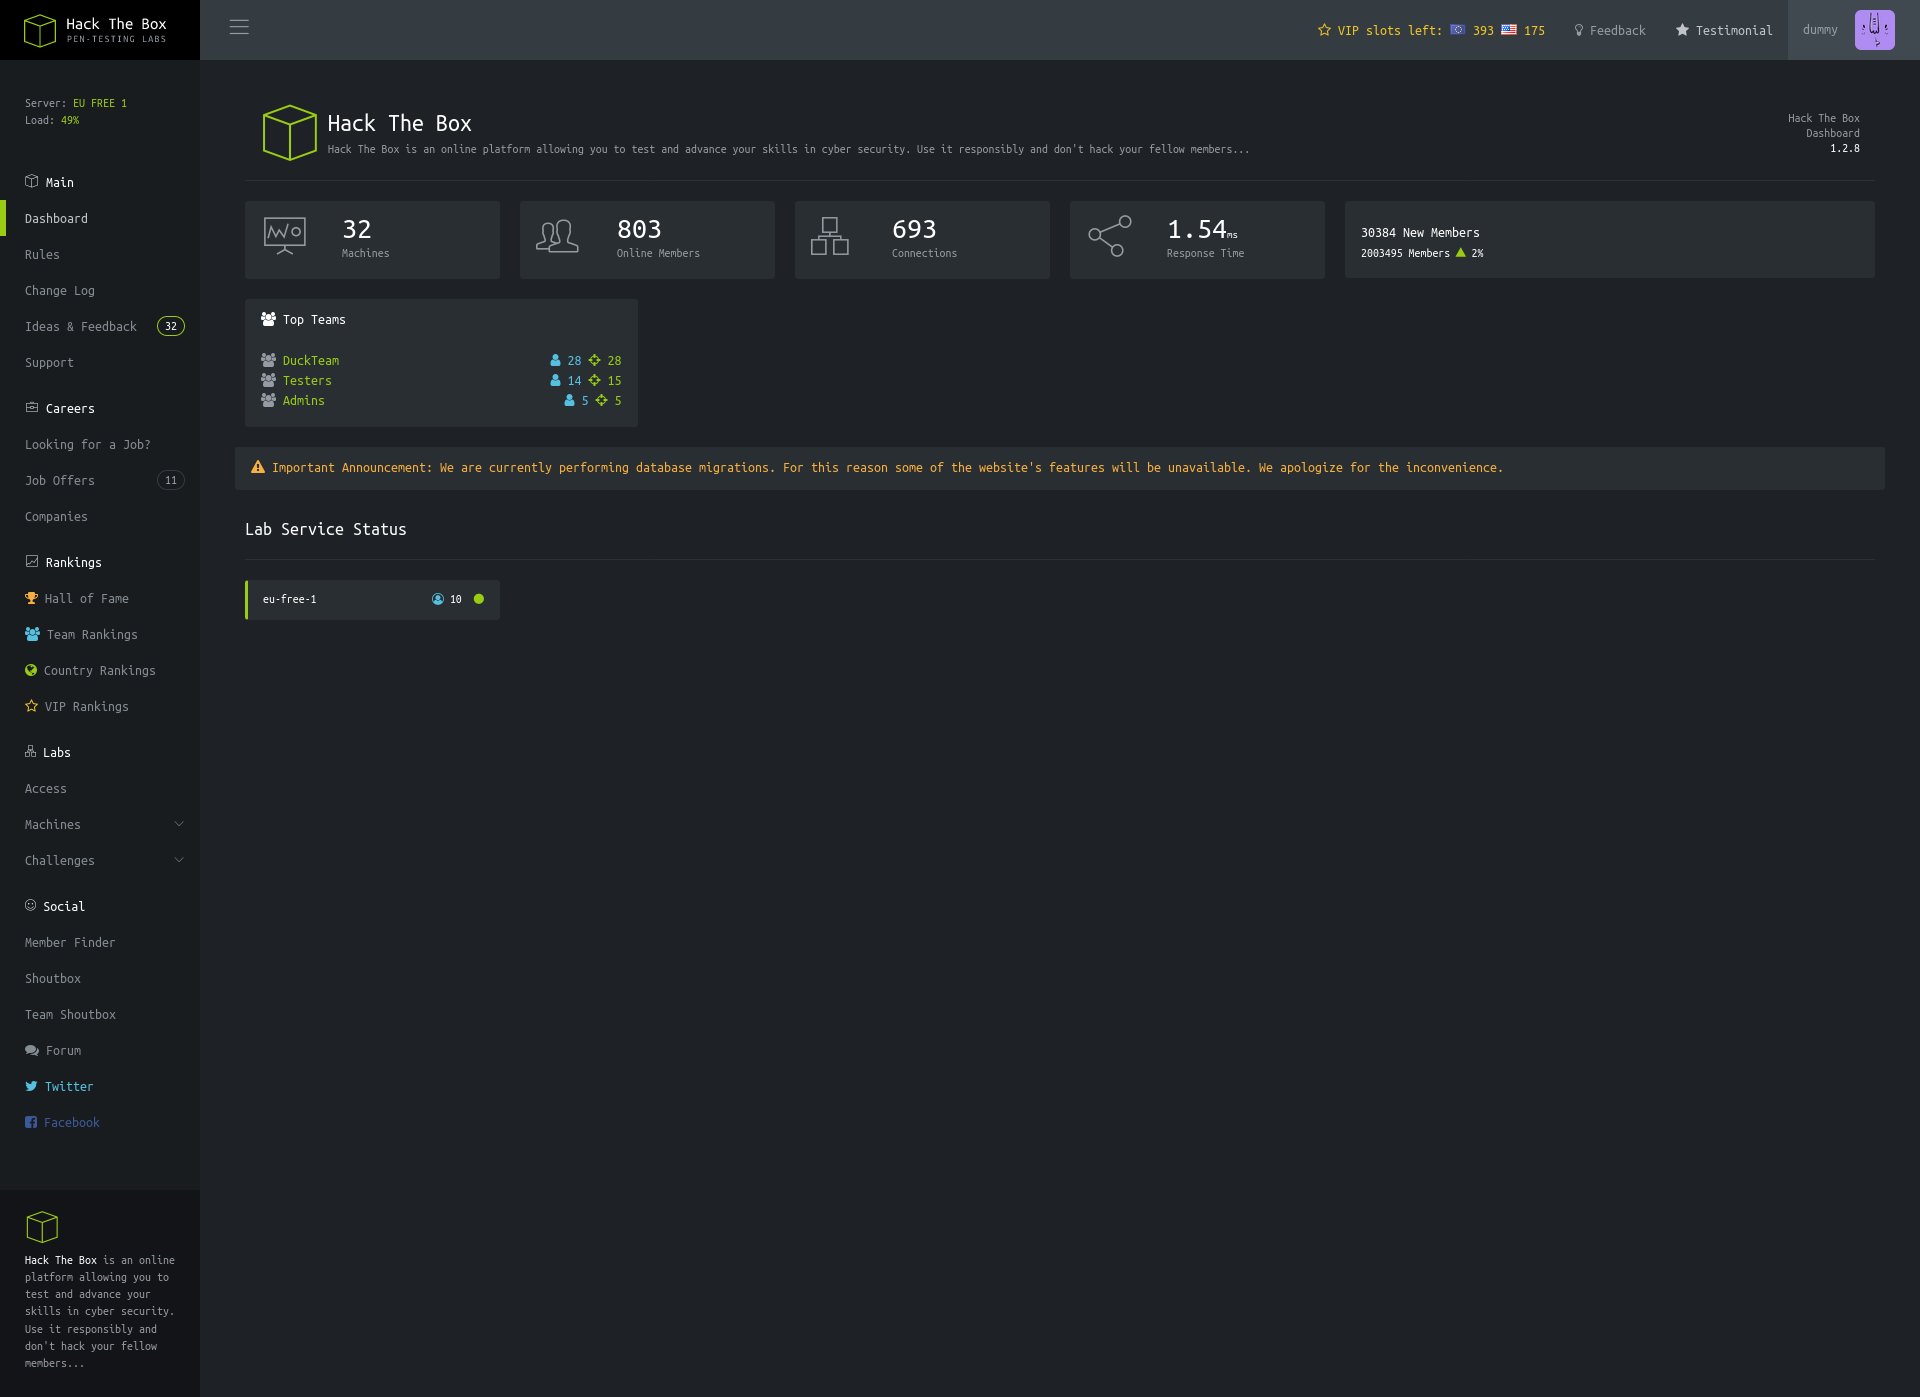 Hack The Box
PEN-TESTING LABS
VIP slots left: 393 175
Feedback
Testimonial
dummy
Server: EU FREE 1
Load: 49%
Main
Dashboard
Rules
Change Log
Ideas & Feedback 32
Support
Careers
Looking for a Job?
Job Offers 11
Companies
Rankings
Hall of Fame
Team Rankings
Country Rankings
VIP Rankings
Labs
Access
Machines
Challenges
Social
Member Finder
Shoutbox
Team Shoutbox
Forum
Twitter
Facebook
Hack The Box is an online
platform allowing you to
test and advance your
skills in cyber security.
Use it responsibly and
don't hack your fellow
members...
Hack The Box
Hack The Box is an online platform allowing you to test and advance your skills in cyber security. Use it responsibly and don't hack your fellow members...
Hack The Box
Dashboard
1.2.8
32
Machines
803
Online Members
693
Connections
1.54ms
Response Time
30384 New Members
2003495 Members 2%
Top Teams
DuckTeam 28 28
Testers 14 15
Admins 5 5
Important Announcement: We are currently performing database migrations. For this reason some of the website's features will be unavailable. We apologize for the inconvenience.
Lab Service Status
eu-free-1 10